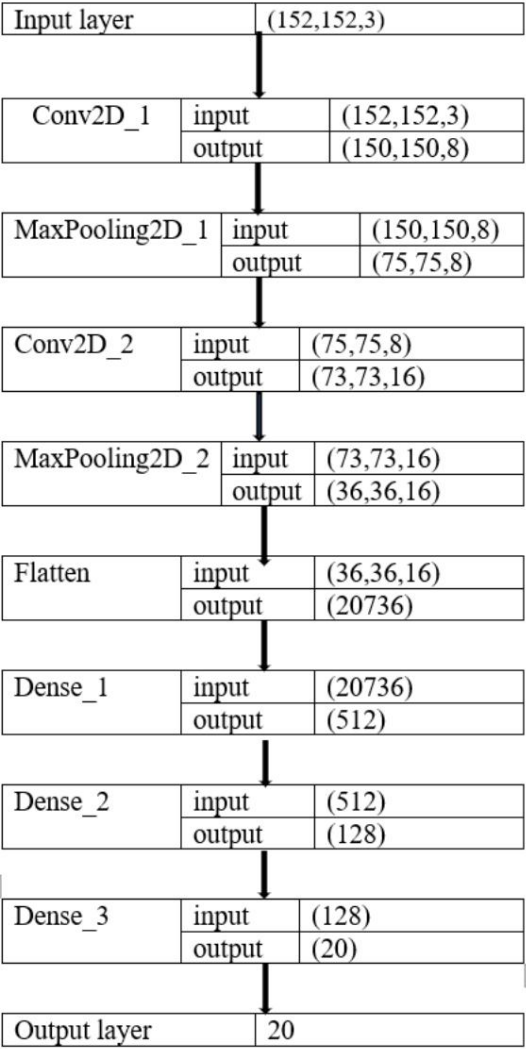 Input layer (152,152,3)
Conv2D_1 input (152,152,3)
output (150,150,8)
MaxPooling2D_1 input (150,150,8)
output (75,75,8)
Conv2D_2 input (75,75,8)
output (73,73,16)
MaxPooling2D_2 input (73,73,16)
output (36,36,16)
Flatten input (36,36,16)
output (20736)
Dense_1 input (20736)
output (512)
Dense_2 input (512)
output (128)
Dense_3 input (128)
output (20)
Output layer 20